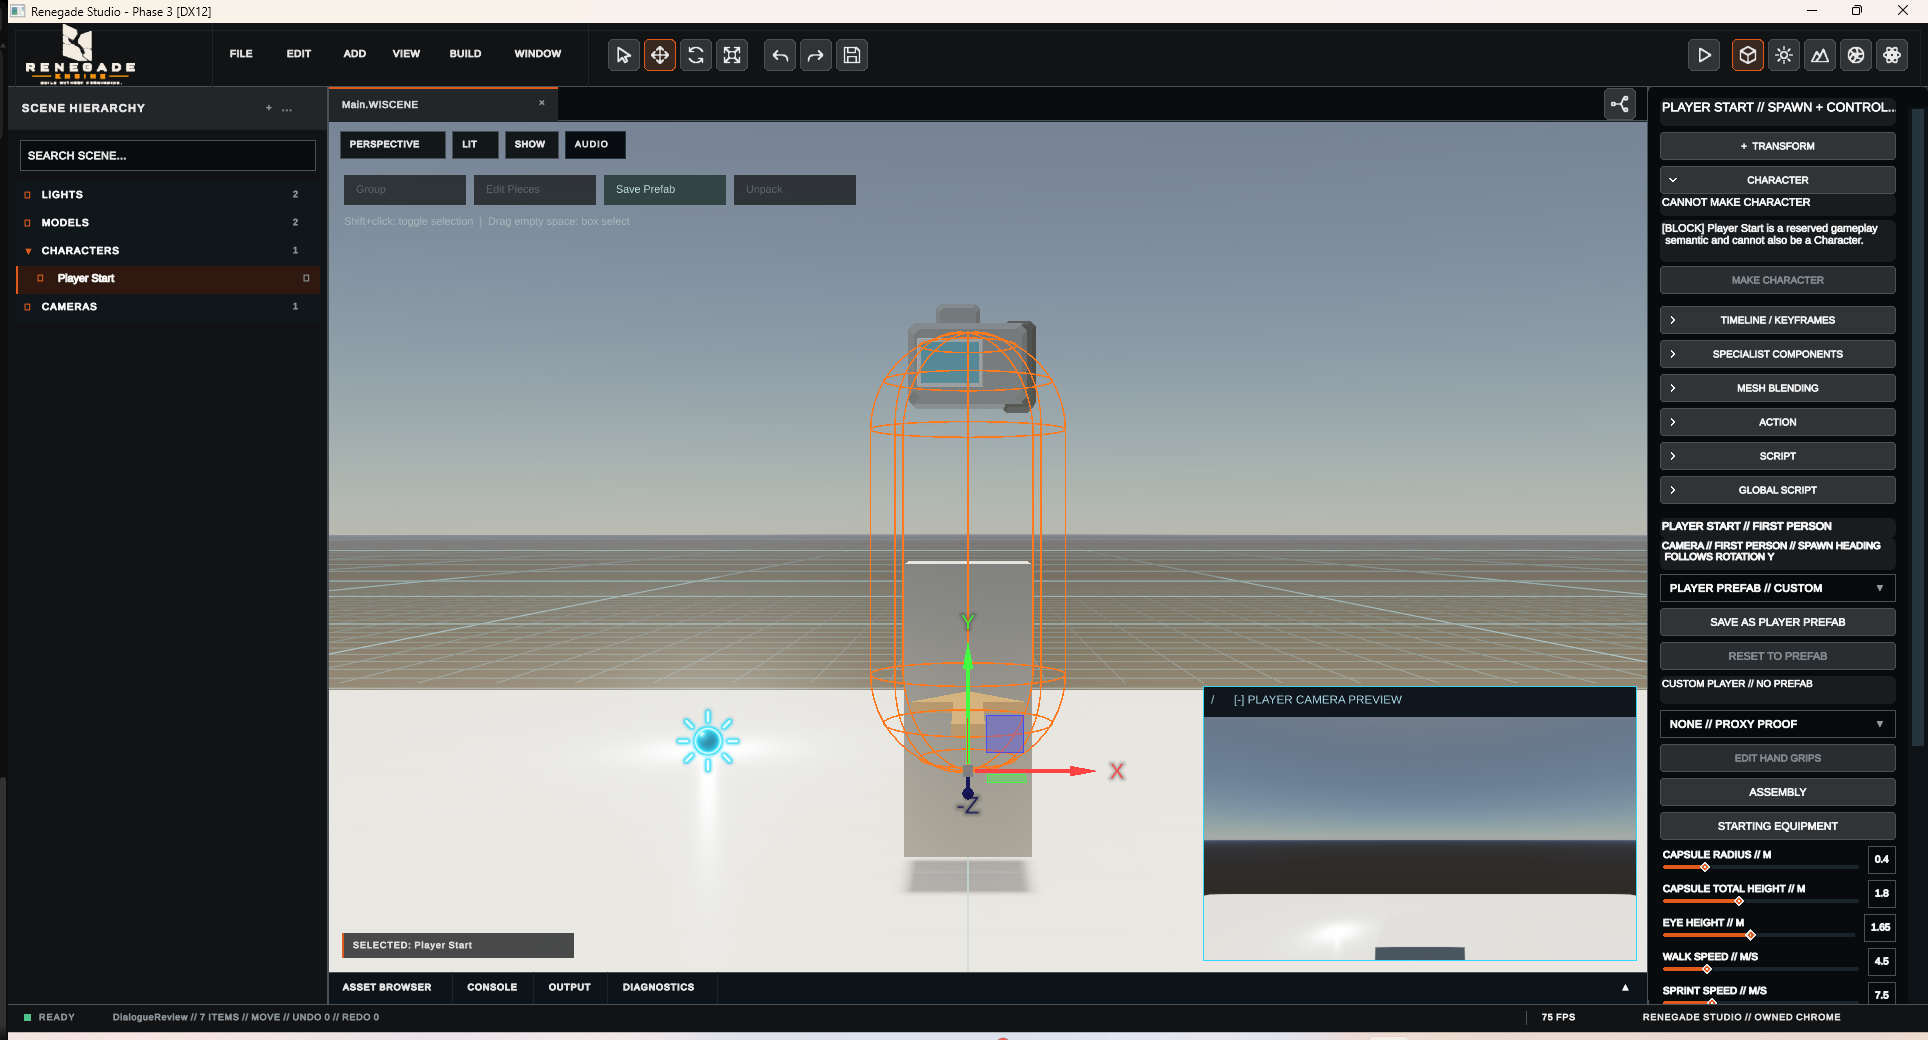 Renegade Studio - Phase 3 [DX12]
RENEGADE
ENGINE
BUILD WITHOUT PERMISSION.
FILE EDIT ADD VIEW BUILD WINDOW
SCENE HIERARCHY + ...
SEARCH SCENE...
LIGHTS 2
MODELS 2
CHARACTERS 1
Player Start
CAMERAS 1
Main.WISCENE ×
PERSPECTIVE LIT SHOW AUDIO
Group Edit Pieces Save Prefab Unpack
Shift+click: toggle selection | Drag empty space: box select
Y
X
-Z
/ [-] PLAYER CAMERA PREVIEW
SELECTED: Player Start
ASSET BROWSER CONSOLE OUTPUT DIAGNOSTICS
PLAYER START // SPAWN + CONTROL...
+ TRANSFORM
CHARACTER
CANNOT MAKE CHARACTER
[BLOCK] Player Start is a reserved gameplay
semantic and cannot also be a Character.
MAKE CHARACTER
TIMELINE / KEYFRAMES
SPECIALIST COMPONENTS
MESH BLENDING
ACTION
SCRIPT
GLOBAL SCRIPT
PLAYER START // FIRST PERSON
CAMERA // FIRST PERSON // SPAWN HEADING
FOLLOWS ROTATION Y
PLAYER PREFAB // CUSTOM
SAVE AS PLAYER PREFAB
RESET TO PREFAB
CUSTOM PLAYER // NO PREFAB
NONE // PROXY PROOF
EDIT HAND GRIPS
ASSEMBLY
STARTING EQUIPMENT
CAPSULE RADIUS // M 0.4
CAPSULE TOTAL HEIGHT // M 1.8
EYE HEIGHT // M 1.65
WALK SPEED // M/S 4.5
SPRINT SPEED // M/S 7.5
READY DialogueReview // 7 ITEMS // MOVE // UNDO 0 // REDO 0 75 FPS RENEGADE STUDIO // OWNED CHROME